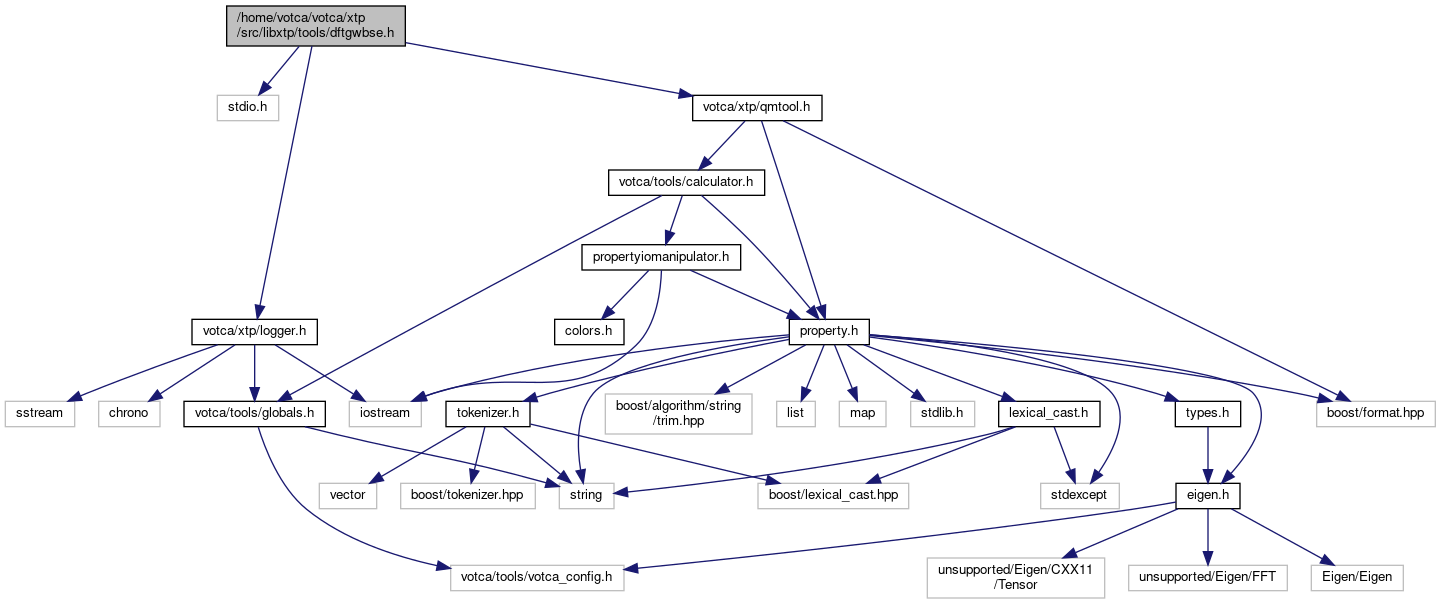 /home/votca/votca/xtp
/src/libxtp/tools/dftgwbse.h
stdio.h
votca/xtp/qmtool.h
votca/tools/calculator.h
propertyiomanipulator.h
votca/xtp/logger.h
colors.h
property.h
sstream
chrono
votca/tools/globals.h
iostream
tokenizer.h
boost/algorithm/string
/trim.hpp
list
map
stdlib.h
lexical_cast.h
types.h
boost/format.hpp
vector
boost/tokenizer.hpp
string
boost/lexical_cast.hpp
stdexcept
eigen.h
votca/tools/votca_config.h
unsupported/Eigen/CXX11
/Tensor
unsupported/Eigen/FFT
Eigen/Eigen